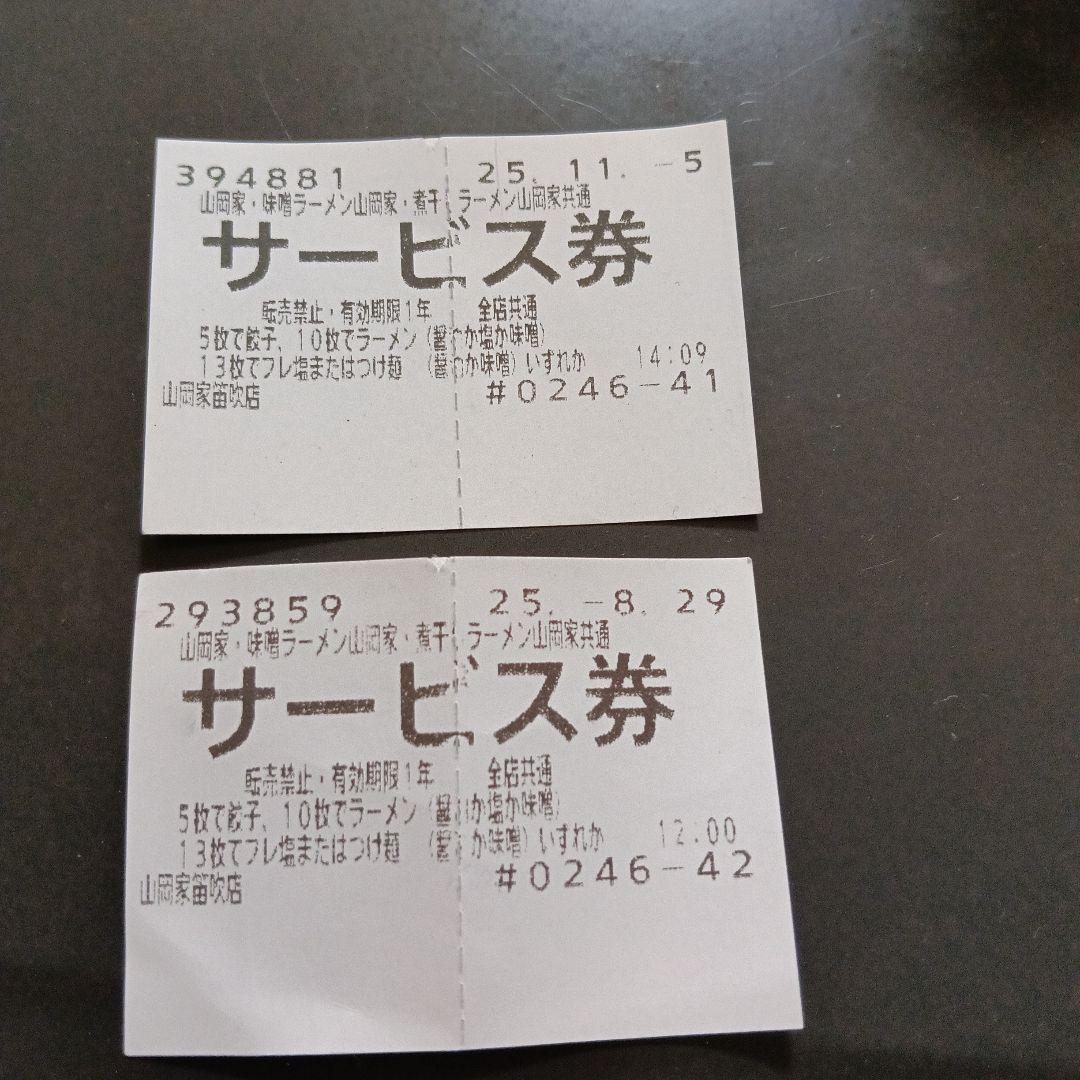 394881 25.11.-5
山岡家・味噌ラーメン山岡家・煮干しラーメン山岡家共通
サービス券
転売禁止・有効期限1年 全店共通
5枚で餃子、10枚でラーメン(醤油か塩か味噌)
13枚でプレ塩またはつけ麺 (醤油か味噌)いずれか 14:09
山岡家笛吹店 #0246-41
293859 25.-8.29
山岡家・味噌ラーメン山岡家・煮干しラーメン山岡家共通
サービス券
転売禁止・有効期限1年 全店共通
5枚で餃子、10枚でラーメン(醤油か塩か味噌)
13枚でプレ塩またはつけ麺 (醤油か味噌)いずれか 12:00
山岡家笛吹店 #0246-42